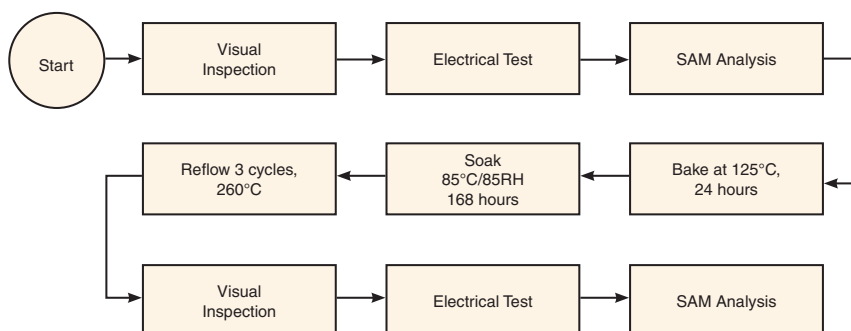 Start
Visual
Inspection
Electrical Test
SAM Analysis
Reflow 3 cycles,
260°C
Soak
85°C/85RH
168 hours
Bake at 125°C,
24 hours
Visual
Inspection
Electrical Test
SAM Analysis